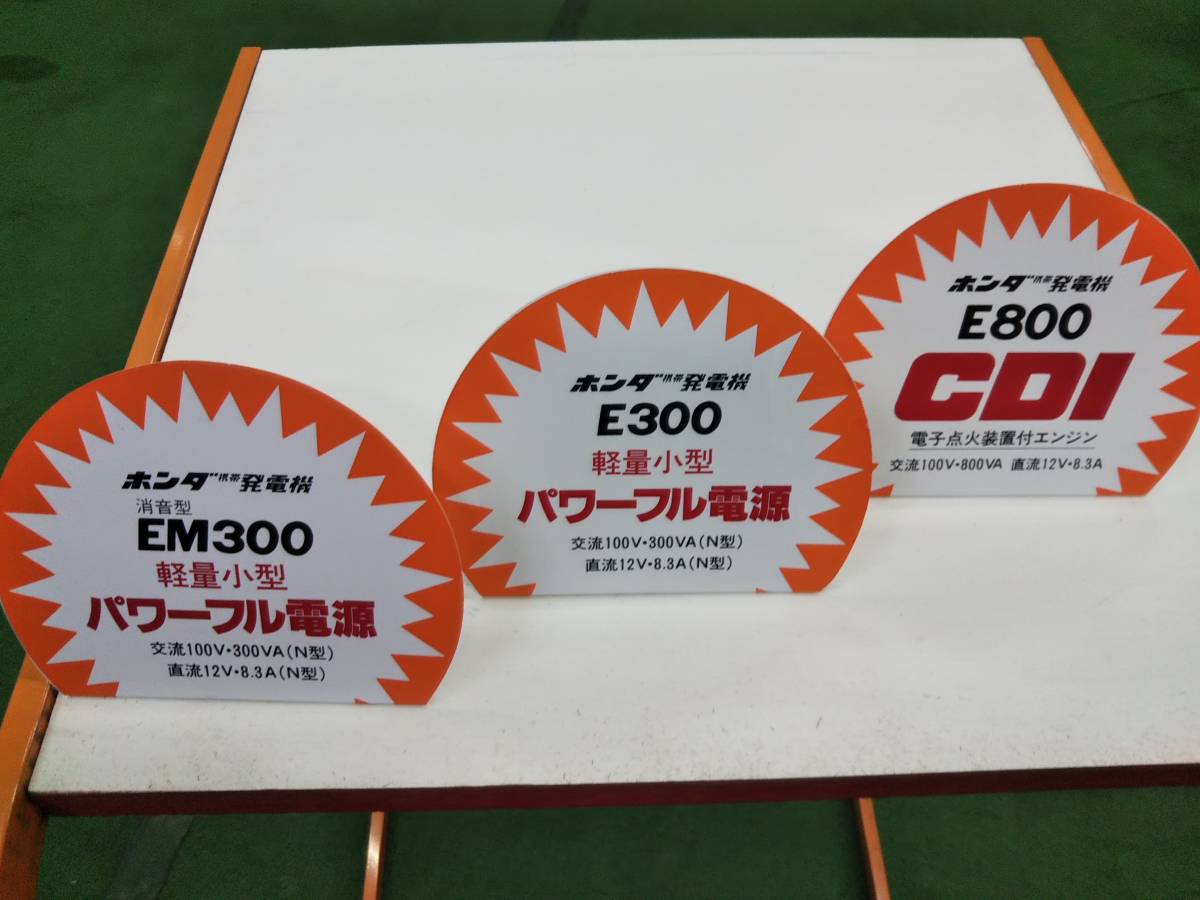 ホンダ携帯発電機
消音型
EM300
軽量小型
パワーフル電源
交流100V・300VA(N型)
直流12V・8.3A(N型)
ホンダ携帯発電機
E300
軽量小型
パワーフル電源
交流100V・300VA(N型)
直流12V・8.3A(N型)
ホンダ携帯発電機
E800
CDI
電子点火装置付エンジン
交流100V・800VA 直流12V・8.3A